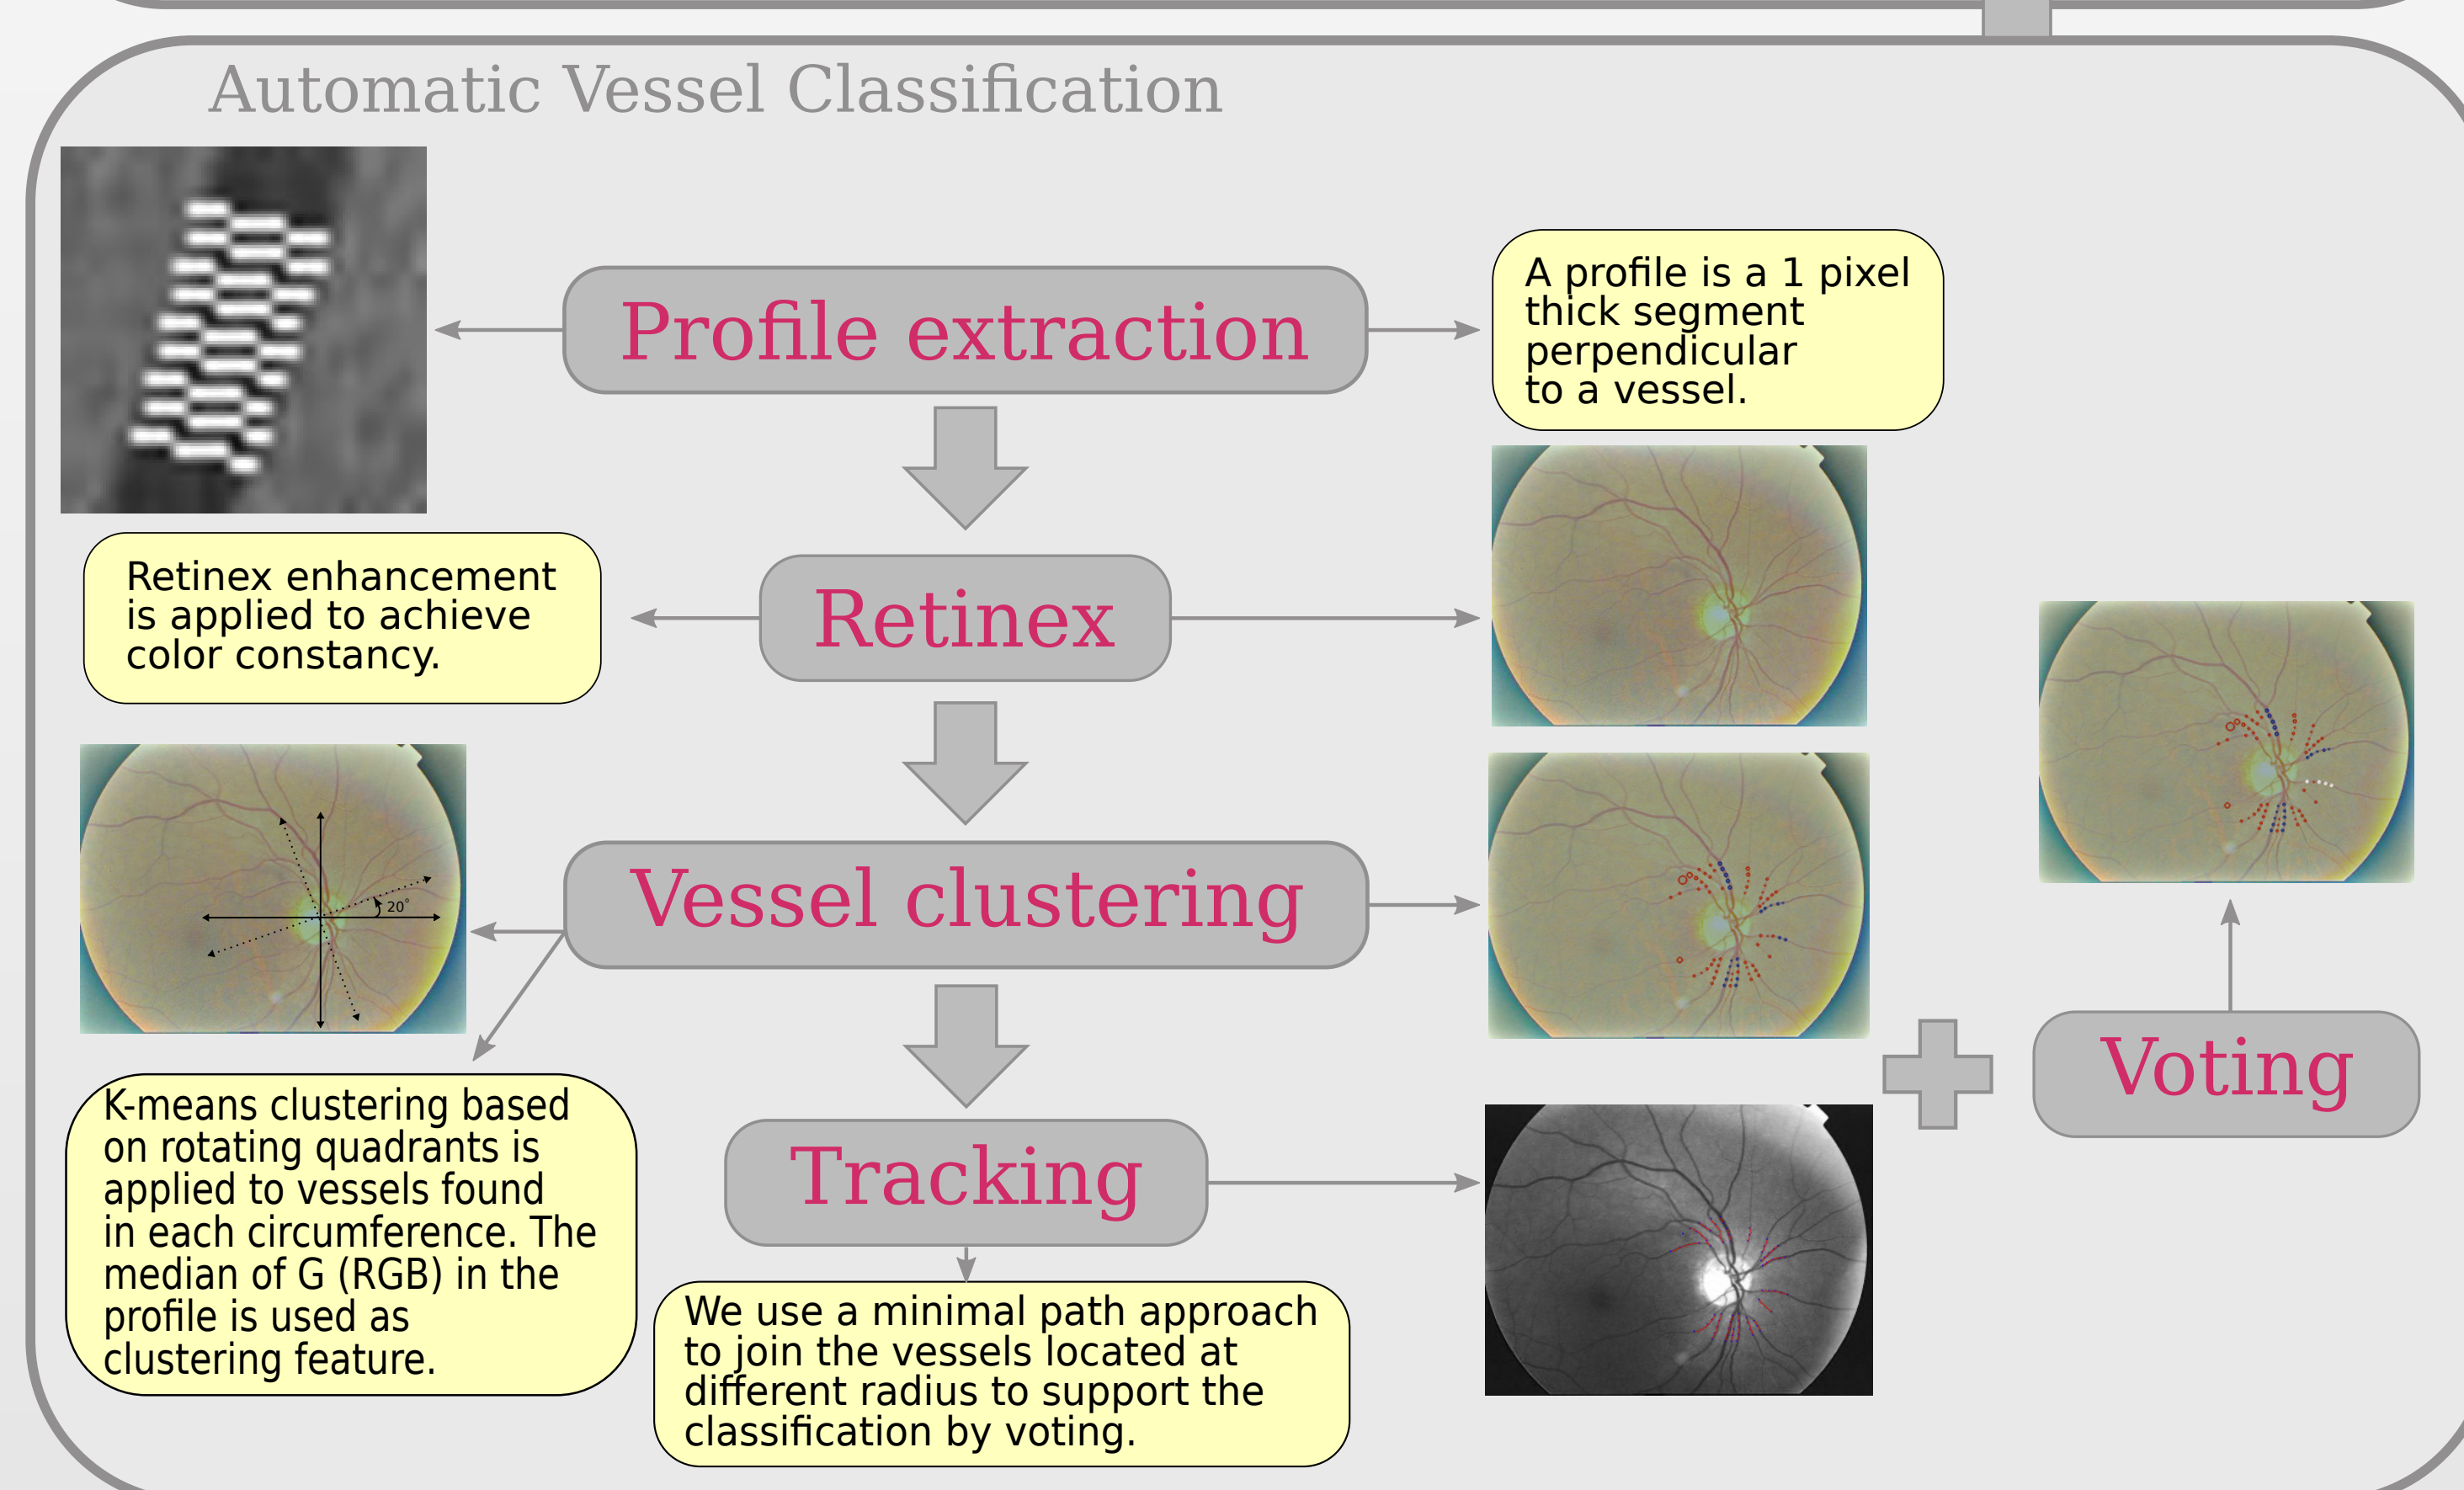 Automatic Vessel Classification
Profile extraction
A profile is a 1 pixel
thick segment
perpendicular
to a vessel.
Retinex enhancement
is applied to achieve
color constancy.
Retinex
20°
Vessel clustering
K-means clustering based
on rotating quadrants is
applied to vessels found
in each circumference. The
median of G (RGB) in the
profile is used as
clustering feature.
Tracking
We use a minimal path approach
to join the vessels located at
different radius to support the
classification by voting.
Voting